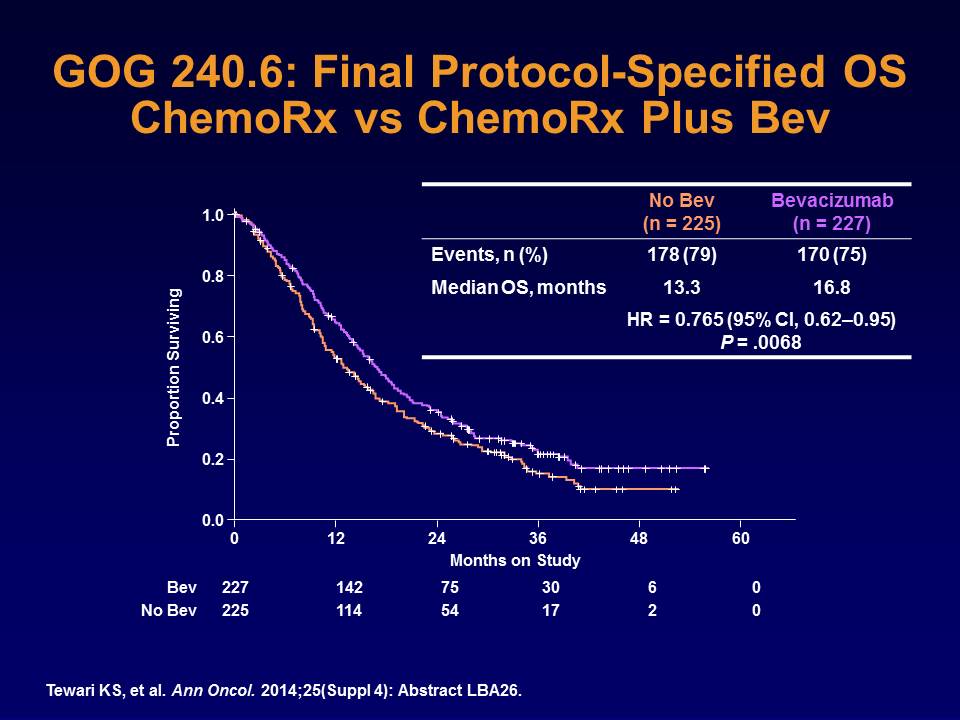 GOG 240.6: Final Protocol-Specified OS
ChemoRx vs ChemoRx Plus Bev
No Bev Bevacizumab
(n = 225) (n = 227)
Events, n (%) 178 (79) 170 (75)
Median OS, months 13.3 16.8
HR = 0.765 (95% CI, 0.62–0.95)
P = .0068
Proportion Surviving
1.0
0.8
0.6
0.4
0.2
0.0
0 12 24 36 48 60
Months on Study
Bev 227 142 75 30 6 0
No Bev 225 114 54 17 2 0
Tewari KS, et al. Ann Oncol. 2014;25(Suppl 4): Abstract LBA26.